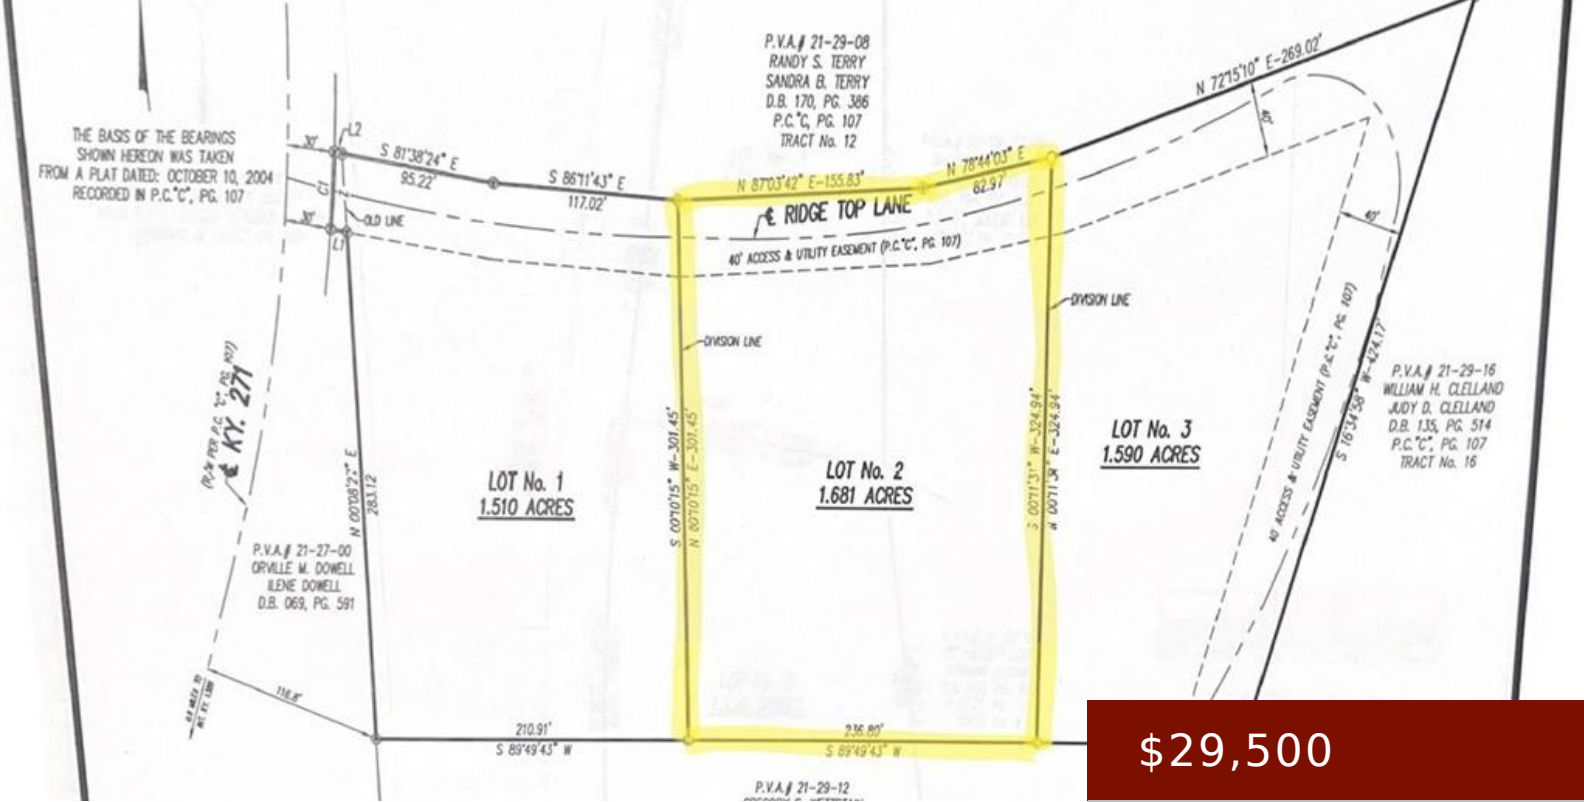 P.V.A.# 21-29-08
RANDY S. TERRY
SANDRA B. TERRY
D.B. 170, PG. 386
P.C."C", PG. 107
TRACT No. 12
N 72°15'10" E-269.02'
40'
THE BASIS OF THE BEARINGS
SHOWN HEREON WAS TAKEN
FROM A PLAT DATED: OCTOBER 10, 2004
RECORDED IN P.C."C", PG. 107
30'
L2
S 81°38'24" E
95.22'
S 86°11'43" E
117.02'
N 87°03'42" E-155.83'
N 78°44'03" E
82.97'
C1
30'
L1
OLD LINE
℄ RIDGE TOP LANE
40' ACCESS & UTILITY EASEMENT (P.C."C", PG. 107)
40'
DIVISION LINE
DIVISION LINE
(R/W PER P.C. "C", PG. 107)
℄ KY. 271
N 00°08'27" E
283.12
LOT No. 1
1.510 ACRES
S 00°10'15" W-301.45'
N 00°10'15" E-301.45'
LOT No. 2
1.681 ACRES
S 00°11'31" W-324.94'
N 00°11'31" E-324.94'
LOT No. 3
1.590 ACRES
40' ACCESS & UTILITY EASEMENT (P.C."C", PG. 107)
S 16°34'58" W-424.17'
P.V.A.# 21-29-16
WILLIAM H. CLELLAND
JUDY D. CLELLAND
D.B. 135, PG. 514
P.C."C", PG. 107
TRACT No. 16
P.V.A.# 21-27-00
ORVILLE M. DOWELL
ILENE DOWELL
D.B. 069, PG. 591
116.8'
210.91'
S 89°49'43" W
236.80'
S 89°49'43" W
P.V.A.# 21-29-12
$29,500